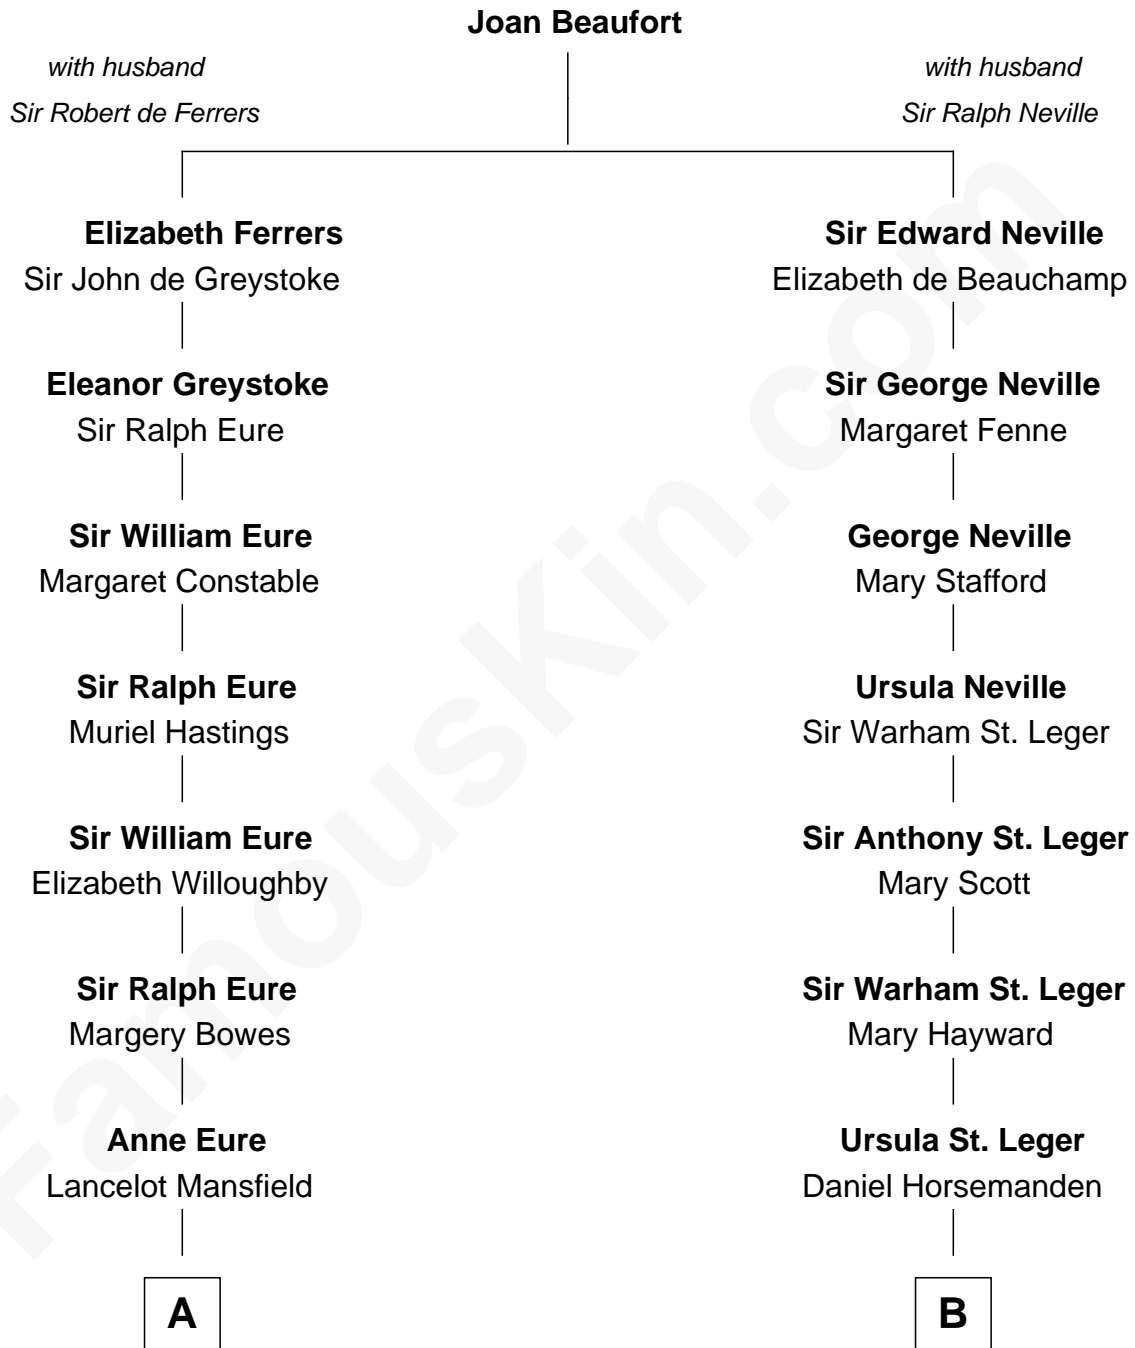 Joan Beaufort
with husband
Sir Robert de Ferrers
with husband
Sir Ralph Neville
Elizabeth Ferrers
Sir John de Greystoke
Sir Edward Neville
Elizabeth de Beauchamp
Eleanor Greystoke
Sir Ralph Eure
Sir George Neville
Margaret Fenne
Sir William Eure
Margaret Constable
George Neville
Mary Stafford
Sir Ralph Eure
Muriel Hastings
Ursula Neville
Sir Warham St. Leger
Sir William Eure
Elizabeth Willoughby
Sir Anthony St. Leger
Mary Scott
Sir Ralph Eure
Margery Bowes
Sir Warham St. Leger
Mary Hayward
Anne Eure
Lancelot Mansfield
Ursula St. Leger
Daniel Horsemanden
A
B
FamousKin.com